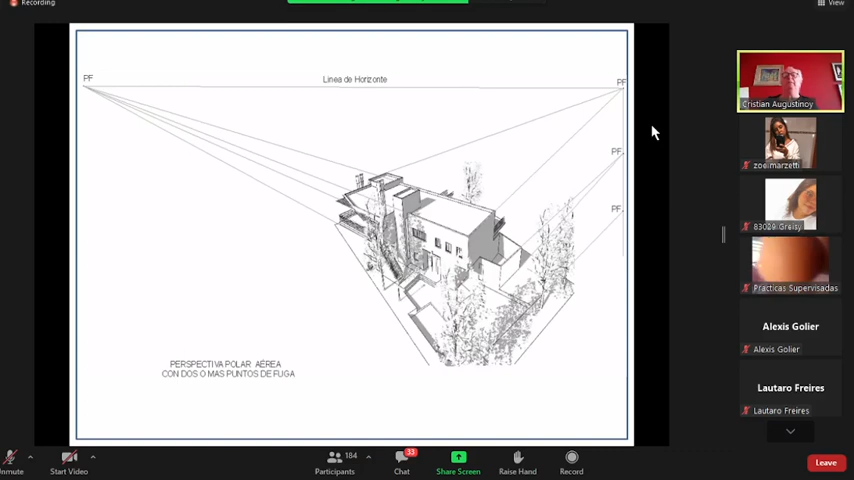 Recording
View
PF
Linea de Horizonte
PF
PF
PF
PERSPECTIVA POLAR AÉREA
CON DOS O MAS PUNTOS DE FUGA
Cristian Augustinoy
zoe marzetti
83029 Greisy
Practicas Supervisadas
Alexis Golier
Alexis Golier
Lautaro Freires
Lautaro Freires
Unmute
Start Video
184
Participants
33
Chat
Share Screen
Raise Hand
Record
Leave